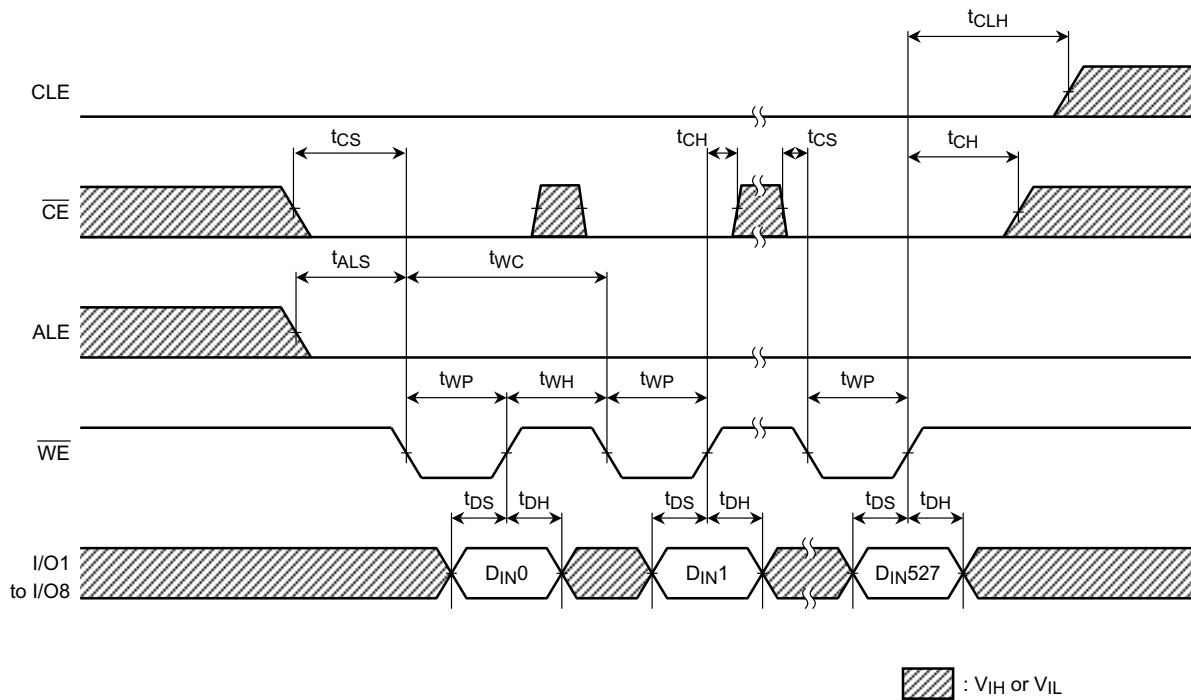 tCLH
CLE
tCS
tCH
tCS
tCH
CE
tALS
tWC
ALE
tWP
tWH
tWP
tWP
WE
tDS
tDH
tDS
tDH
tDS
tDH
I/O1
to I/O8
DIN0
DIN1
DIN527
: VIH or VIL